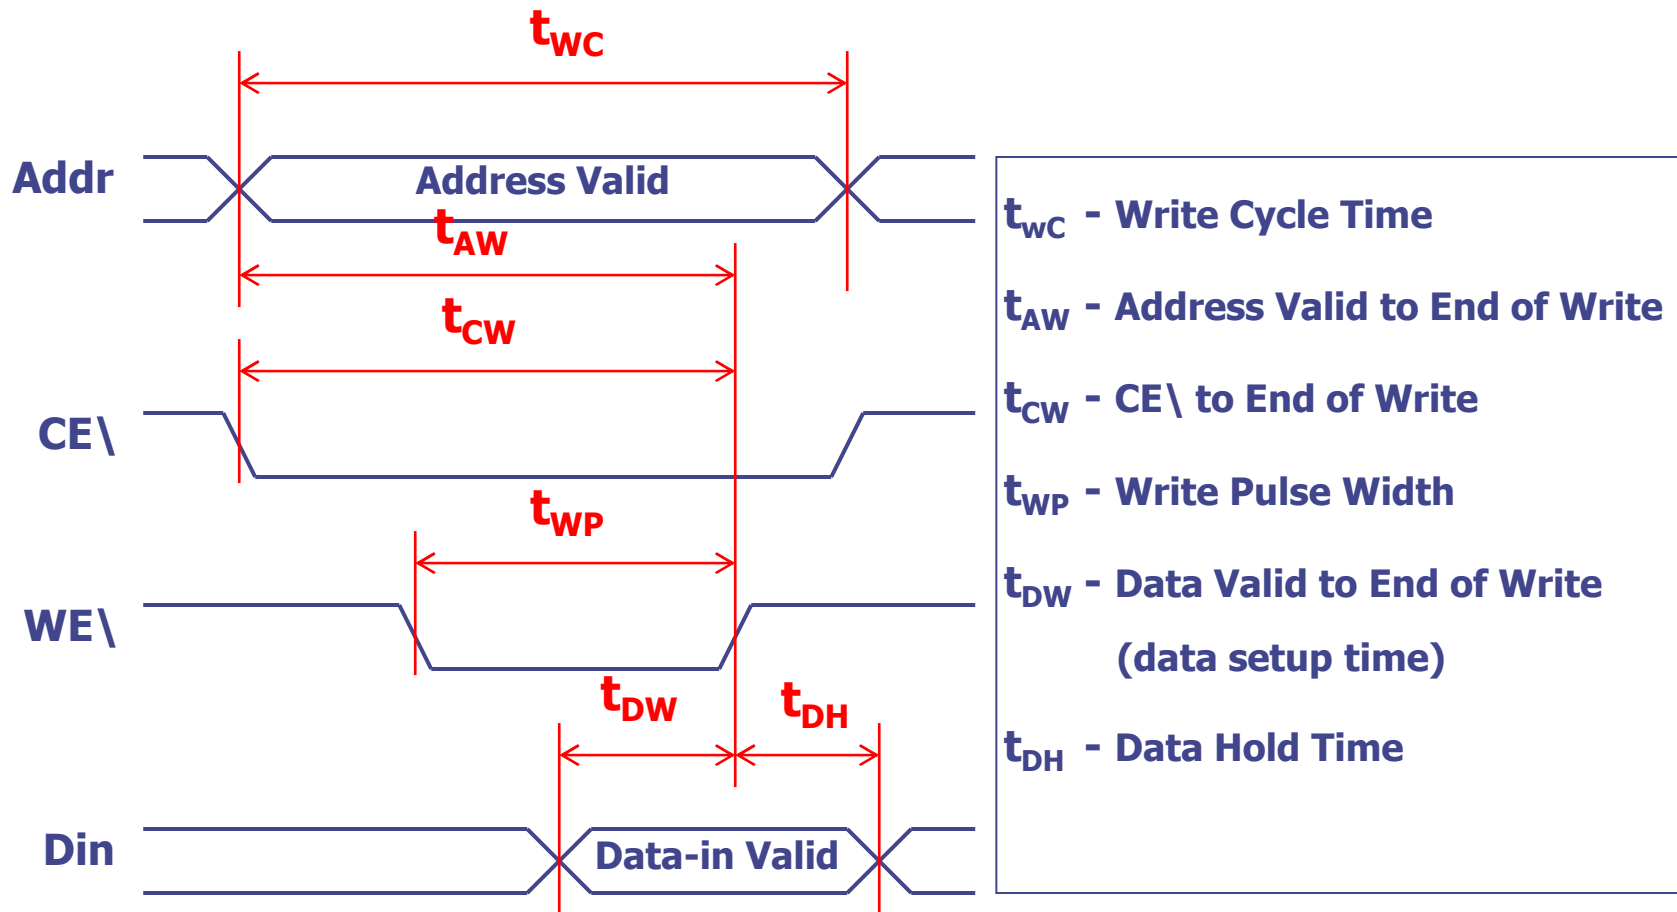 tWC
Addr
Address Valid
tAW
tCW
CE\
tWP
WE\
tDW
tDH
Din
Data-in Valid
twC - Write Cycle Time
tAW - Address Valid to End of Write
tCW - CE\ to End of Write
tWP - Write Pulse Width
tDW - Data Valid to End of Write
(data setup time)
tDH - Data Hold Time